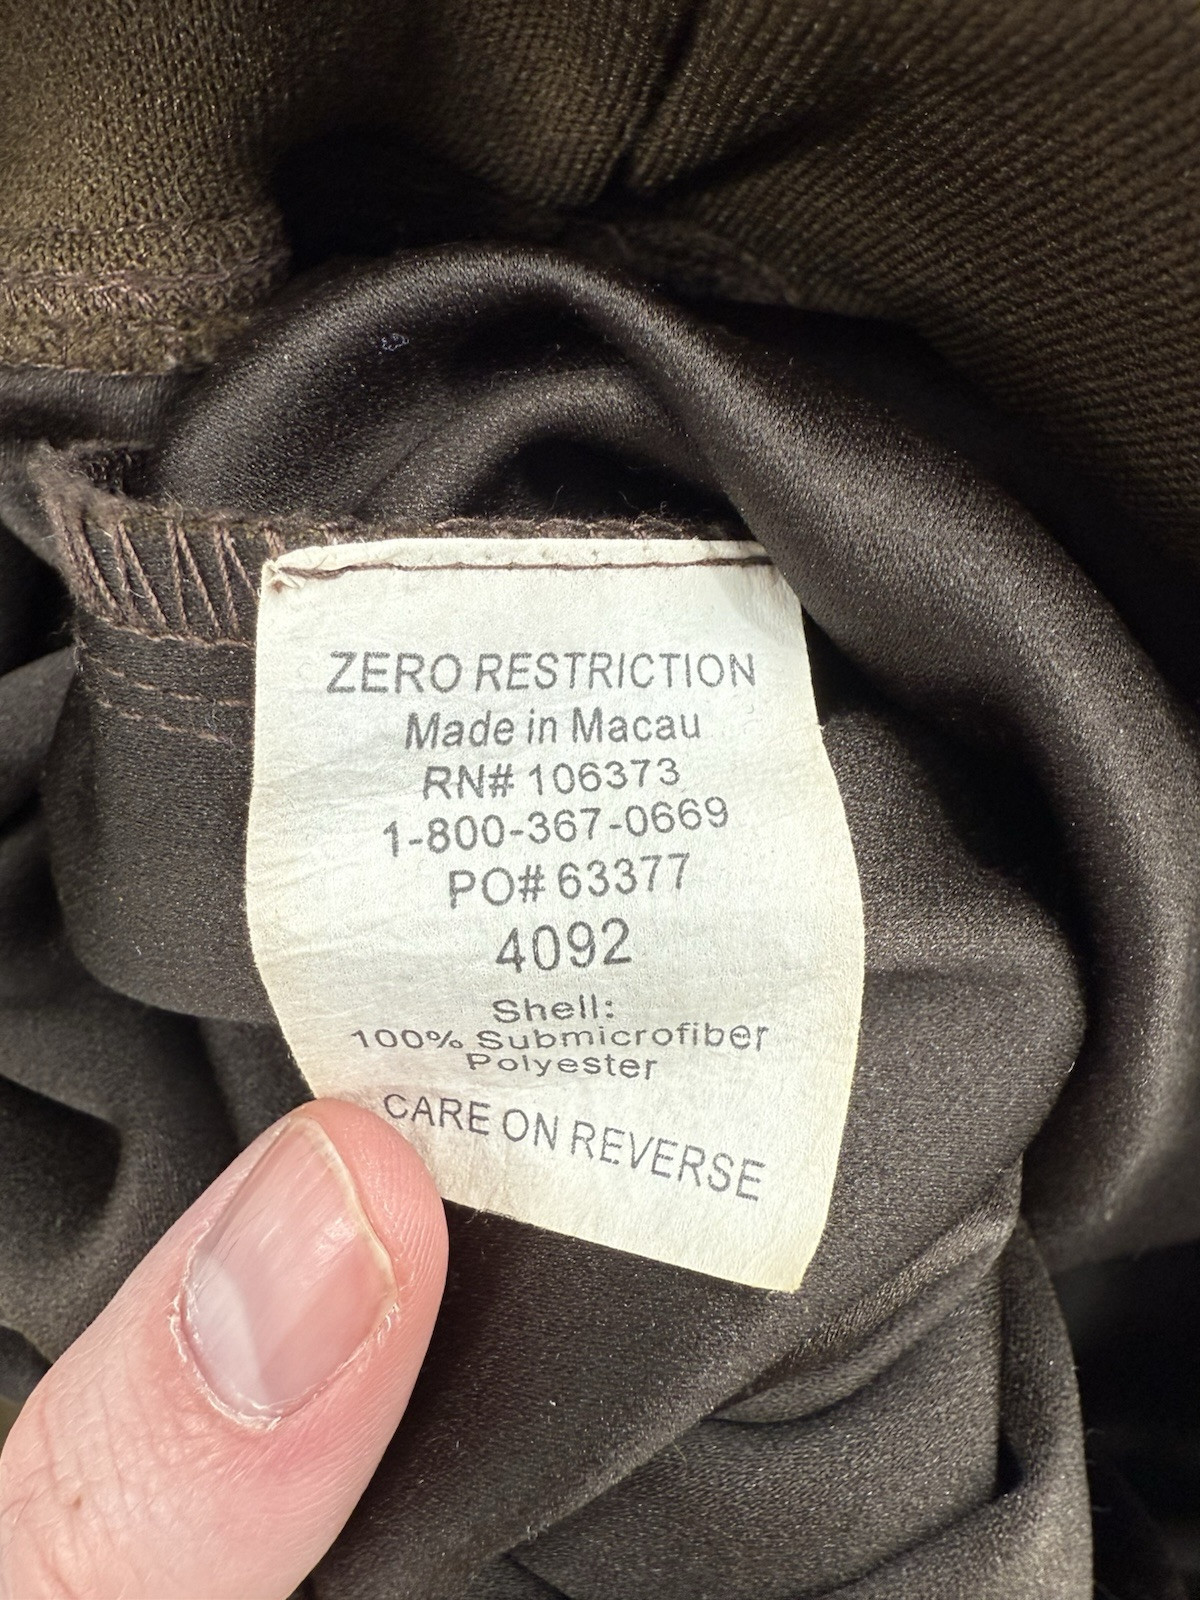 ZERO RESTRICTION
Made in Macau
RN# 106373
1-800-367-0669
PO# 63377
4092
Shell:
100% Submicrofiber
Polyester
CARE ON REVERSE